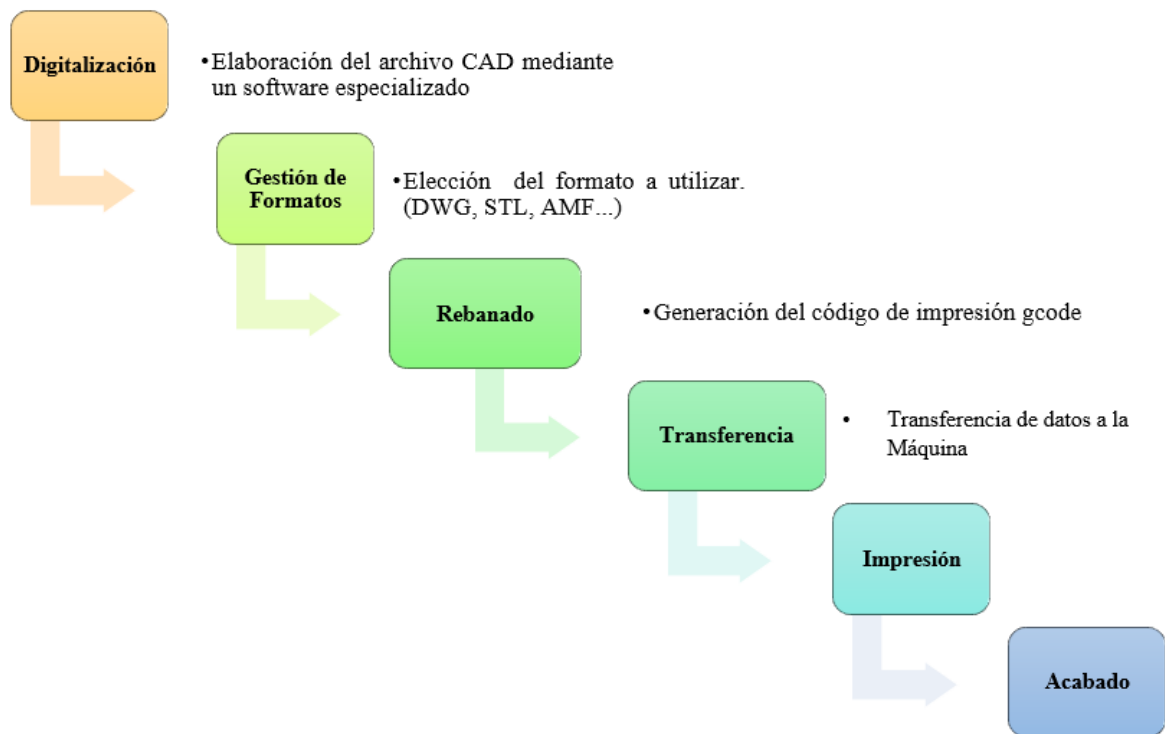 Digitalización
•Elaboración del archivo CAD mediante
un software especializado
Gestión de
Formatos
•Elección del formato a utilizar.
(DWG, STL, AMF...)
Rebanado
•Generación del código de impresión gcode
Transferencia
• Transferencia de datos a la
Máquina
Impresión
Acabado